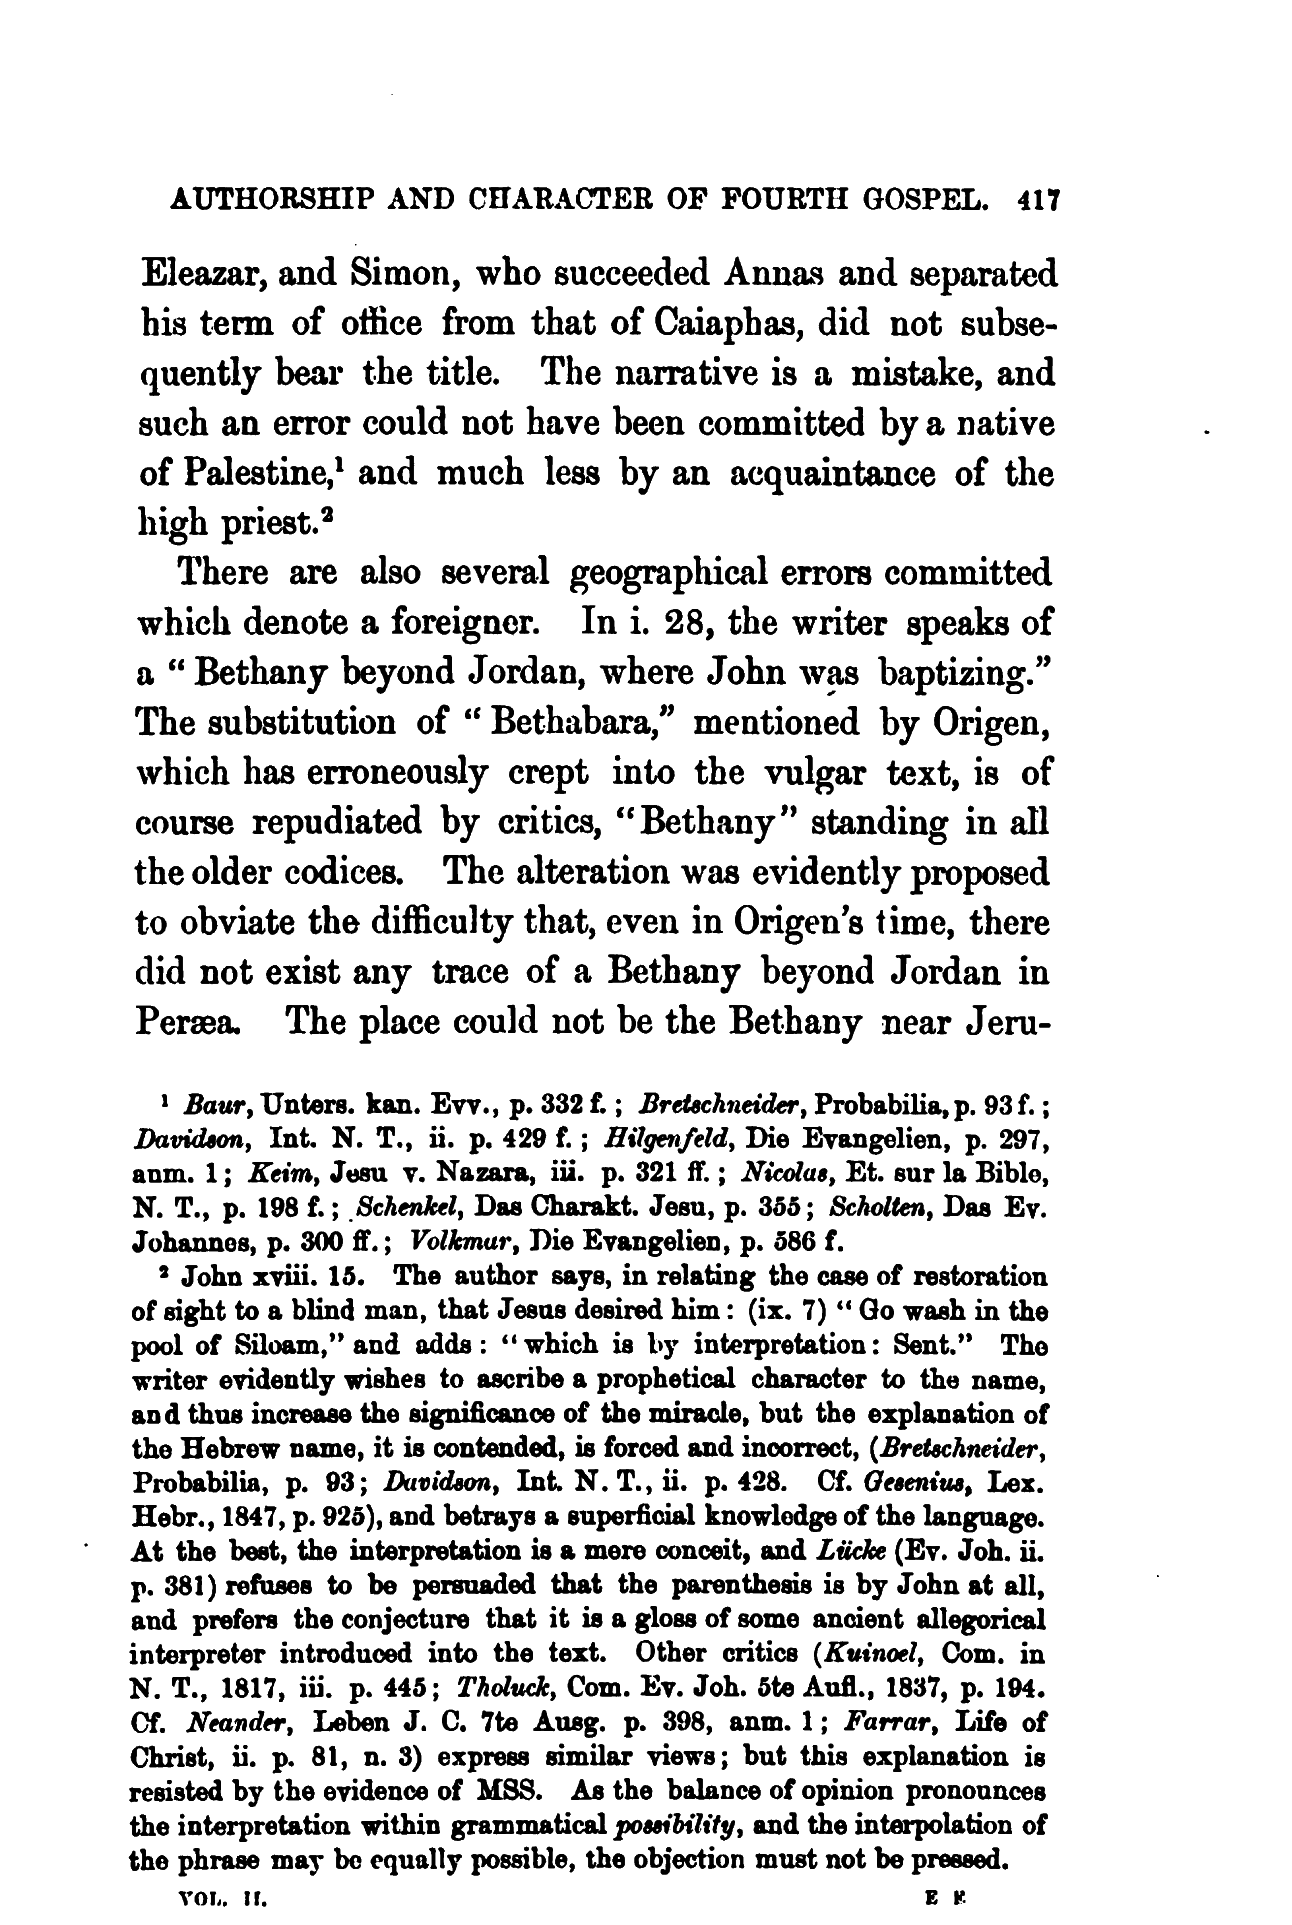 AUTHORSHIP AND CHARACTER OF FOURTH GOSPEL. 417
Eleazar, and Simon, who succeeded Annas and separated
his term of office from that of Caiaphas, did not subse-
quently bear the title. The narrative is a mistake, and
such an error could not have been committed by a native
of Palestine,¹ and much less by an acquaintance of the
high priest.²
There are also several geographical errors committed
which denote a foreigner. In i. 28, the writer speaks of
a “Bethany beyond Jordan, where John was baptizing.”
The substitution of “Bethabara,” mentioned by Origen,
which has erroneously crept into the vulgar text, is of
course repudiated by critics, “Bethany” standing in all
the older codices. The alteration was evidently proposed
to obviate the difficulty that, even in Origen’s time, there
did not exist any trace of a Bethany beyond Jordan in
Peræa. The place could not be the Bethany near Jeru-
¹ Baur, Unters. kan. Evv., p. 332 f.; Bretschneider, Probabilia, p. 93 f.;
Davidson, Int. N. T., ii. p. 429 f.; Hilgenfeld, Die Evangelien, p. 297,
anm. 1; Keim, Jesu v. Nazara, iii. p. 321 ff.; Nicolas, Et. sur la Bible,
N. T., p. 198 f.; Schenkel, Das Charakt. Jesu, p. 355; Scholten, Das Ev.
Johannes, p. 300 ff.; Volkmar, Die Evangelien, p. 586 f.
² John xviii. 15. The author says, in relating the case of restoration
of sight to a blind man, that Jesus desired him: (ix. 7) “Go wash in the
pool of Siloam,” and adds: “which is by interpretation: Sent.” The
writer evidently wishes to ascribe a prophetical character to the name,
and thus increase the significance of the miracle, but the explanation of
the Hebrew name, it is contended, is forced and incorrect, (Bretschneider,
Probabilia, p. 93; Davidson, Int. N. T., ii. p. 428. Cf. Gesenius, Lex.
Hebr., 1847, p. 925), and betrays a superficial knowledge of the language.
At the best, the interpretation is a mere conceit, and Lücke (Ev. Joh. ii.
p. 381) refuses to be persuaded that the parenthesis is by John at all,
and prefers the conjecture that it is a gloss of some ancient allegorical
interpreter introduced into the text. Other critics (Kuinoel, Com. in
N. T., 1817, iii. p. 445; Tholuck, Com. Ev. Joh. 5te Aufl., 1837, p. 194.
Cf. Neander, Leben J. C. 7te Ausg. p. 398, anm. 1; Farrar, Life of
Christ, ii. p. 81, n. 3) express similar views; but this explanation is
resisted by the evidence of MSS. As the balance of opinion pronounces
the interpretation within grammatical possibility, and the interpolation of
the phrase may be equally possible, the objection must not be pressed.
VOL. II. E E